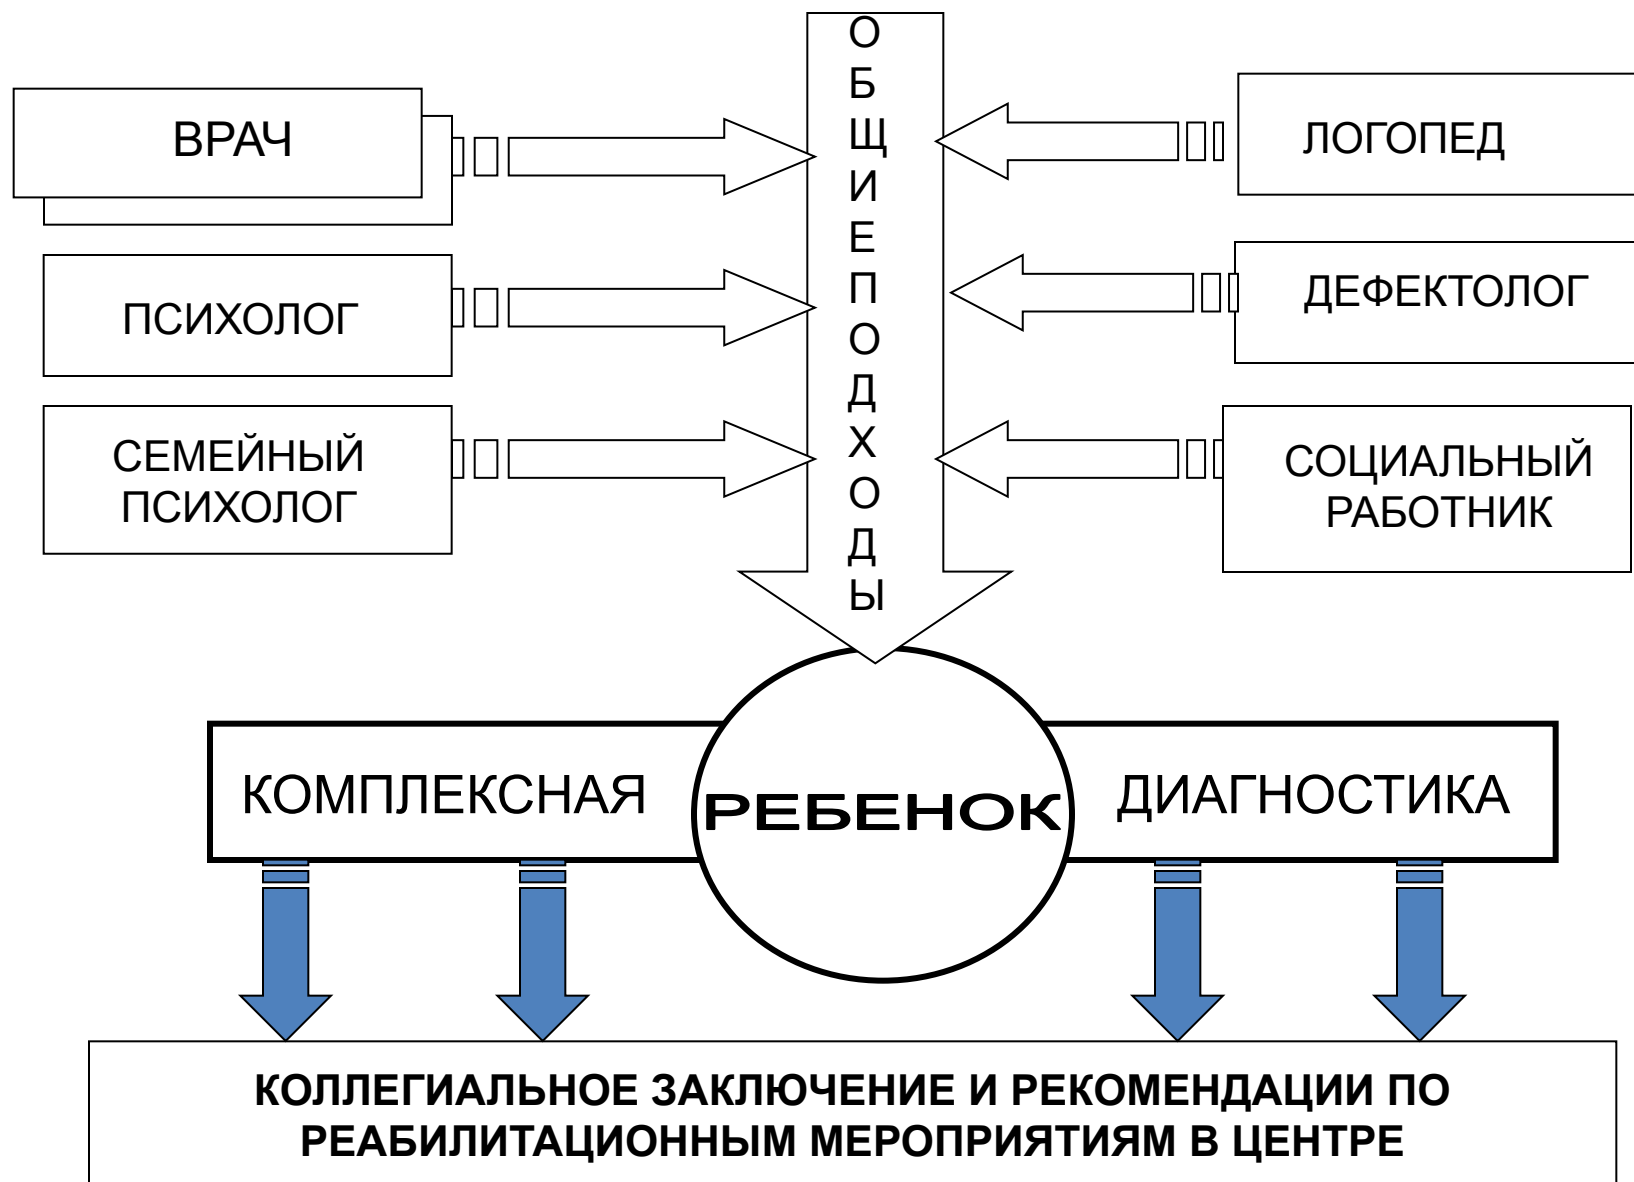 ВРАЧ
ПСИХОЛОГ
СЕМЕЙНЫЙ
ПСИХОЛОГ
О
Б
Щ
И
Е
П
О
Д
Х
О
Д
Ы
ЛОГОПЕД
ДЕФЕКТОЛОГ
СОЦИАЛЬНЫЙ
РАБОТНИК
КОМПЛЕКСНАЯ
РЕБЕНОК
ДИАГНОСТИКА
КОЛЛЕГИАЛЬНОЕ ЗАКЛЮЧЕНИЕ И РЕКОМЕНДАЦИИ ПО
РЕАБИЛИТАЦИОННЫМ МЕРОПРИЯТИЯМ В ЦЕНТРЕ